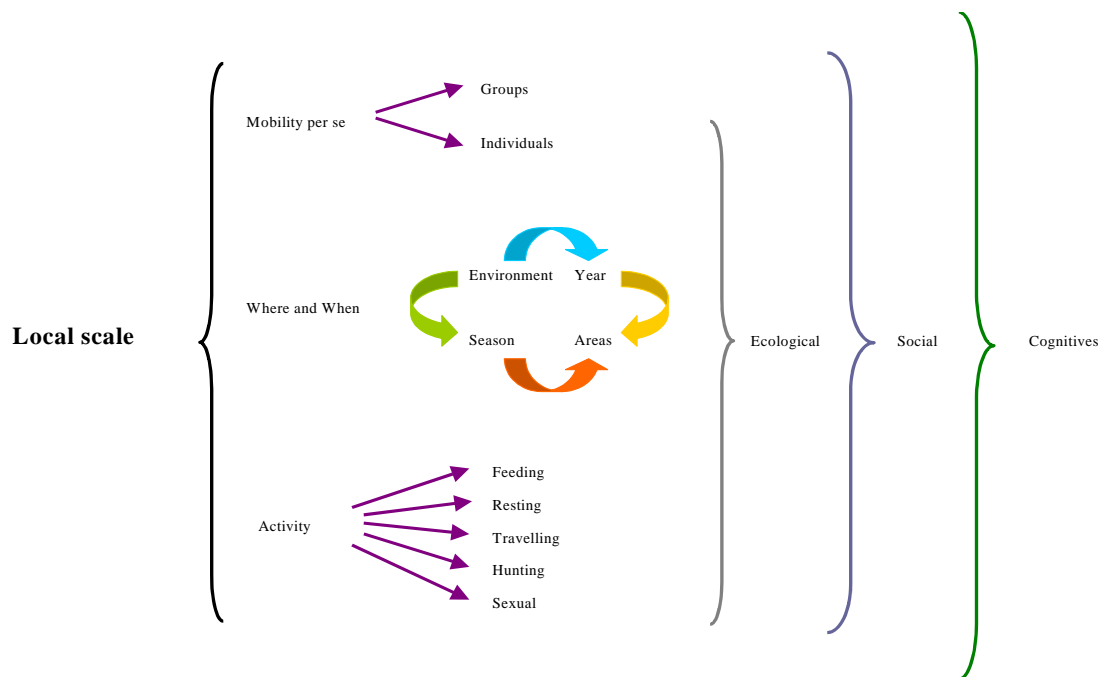 Local scale
Mobility per se
Groups
Individuals
Where and When
Environment Year
Season Areas
Activity
Feeding
Resting
Travelling
Hunting
Sexual
Ecological
Social
Cognitives